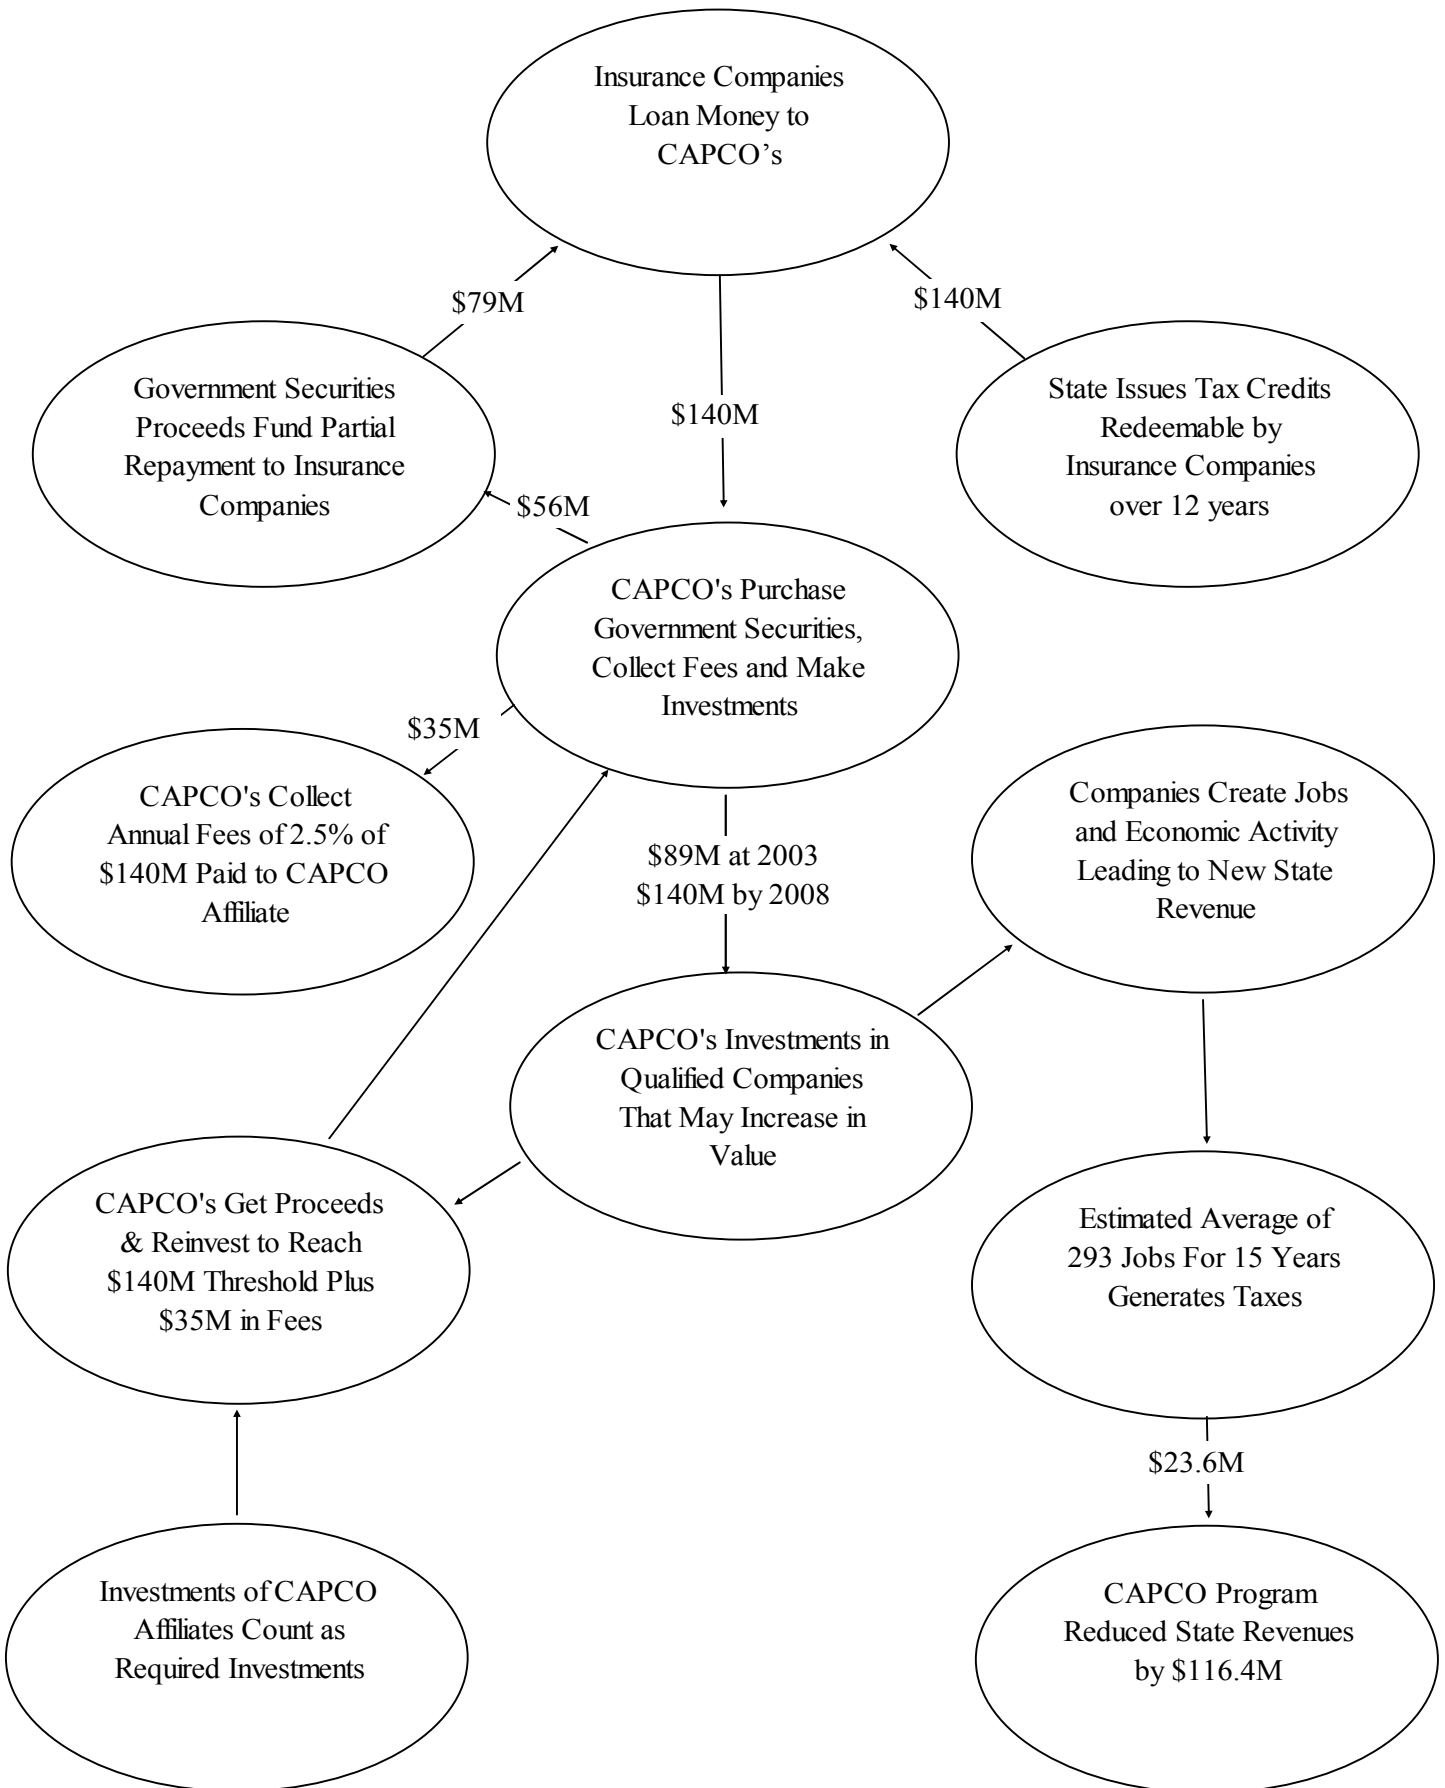 Insurance Companies
Loan Money to
CAPCO’s
$79M
$140M
Government Securities
Proceeds Fund Partial
Repayment to Insurance
Companies
$140M
State Issues Tax Credits
Redeemable by
Insurance Companies
over 12 years
$56M
CAPCO's Purchase
Government Securities,
Collect Fees and Make
Investments
$35M
CAPCO's Collect
Annual Fees of 2.5% of
$140M Paid to CAPCO
Affiliate
$89M at 2003
$140M by 2008
Companies Create Jobs
and Economic Activity
Leading to New State
Revenue
CAPCO's Investments in
Qualified Companies
That May Increase in
Value
CAPCO's Get Proceeds
& Reinvest to Reach
$140M Threshold Plus
$35M in Fees
Estimated Average of
293 Jobs For 15 Years
Generates Taxes
$23.6M
Investments of CAPCO
Affiliates Count as
Required Investments
CAPCO Program
Reduced State Revenues
by $116.4M